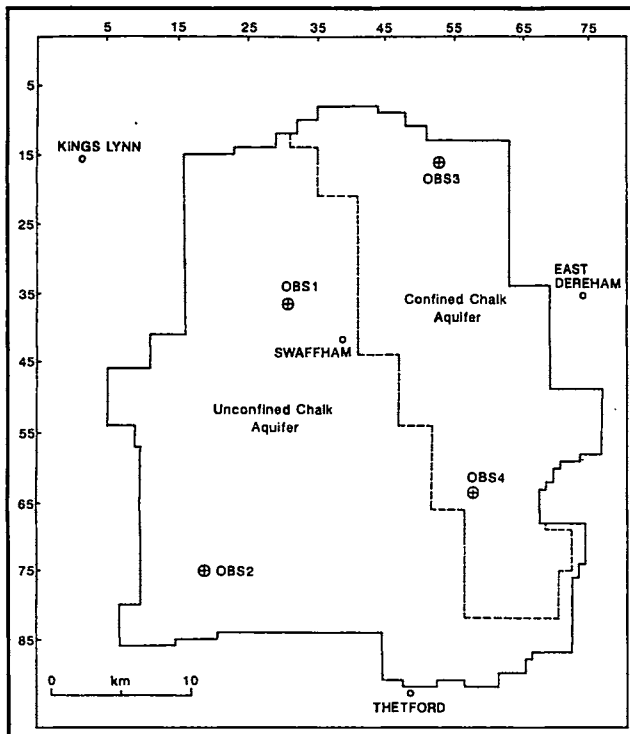 5 15 25 35 45 55 65 75
5
KINGS LYNN
15
OBS3
25
EAST
DEREHAM
OBS1
35
Confined Chalk
Aquifer
SWAFFHAM
45
Unconfined Chalk
Aquifer
55
OBS4
65
75
OBS2
85
0 km 10
THETFORD